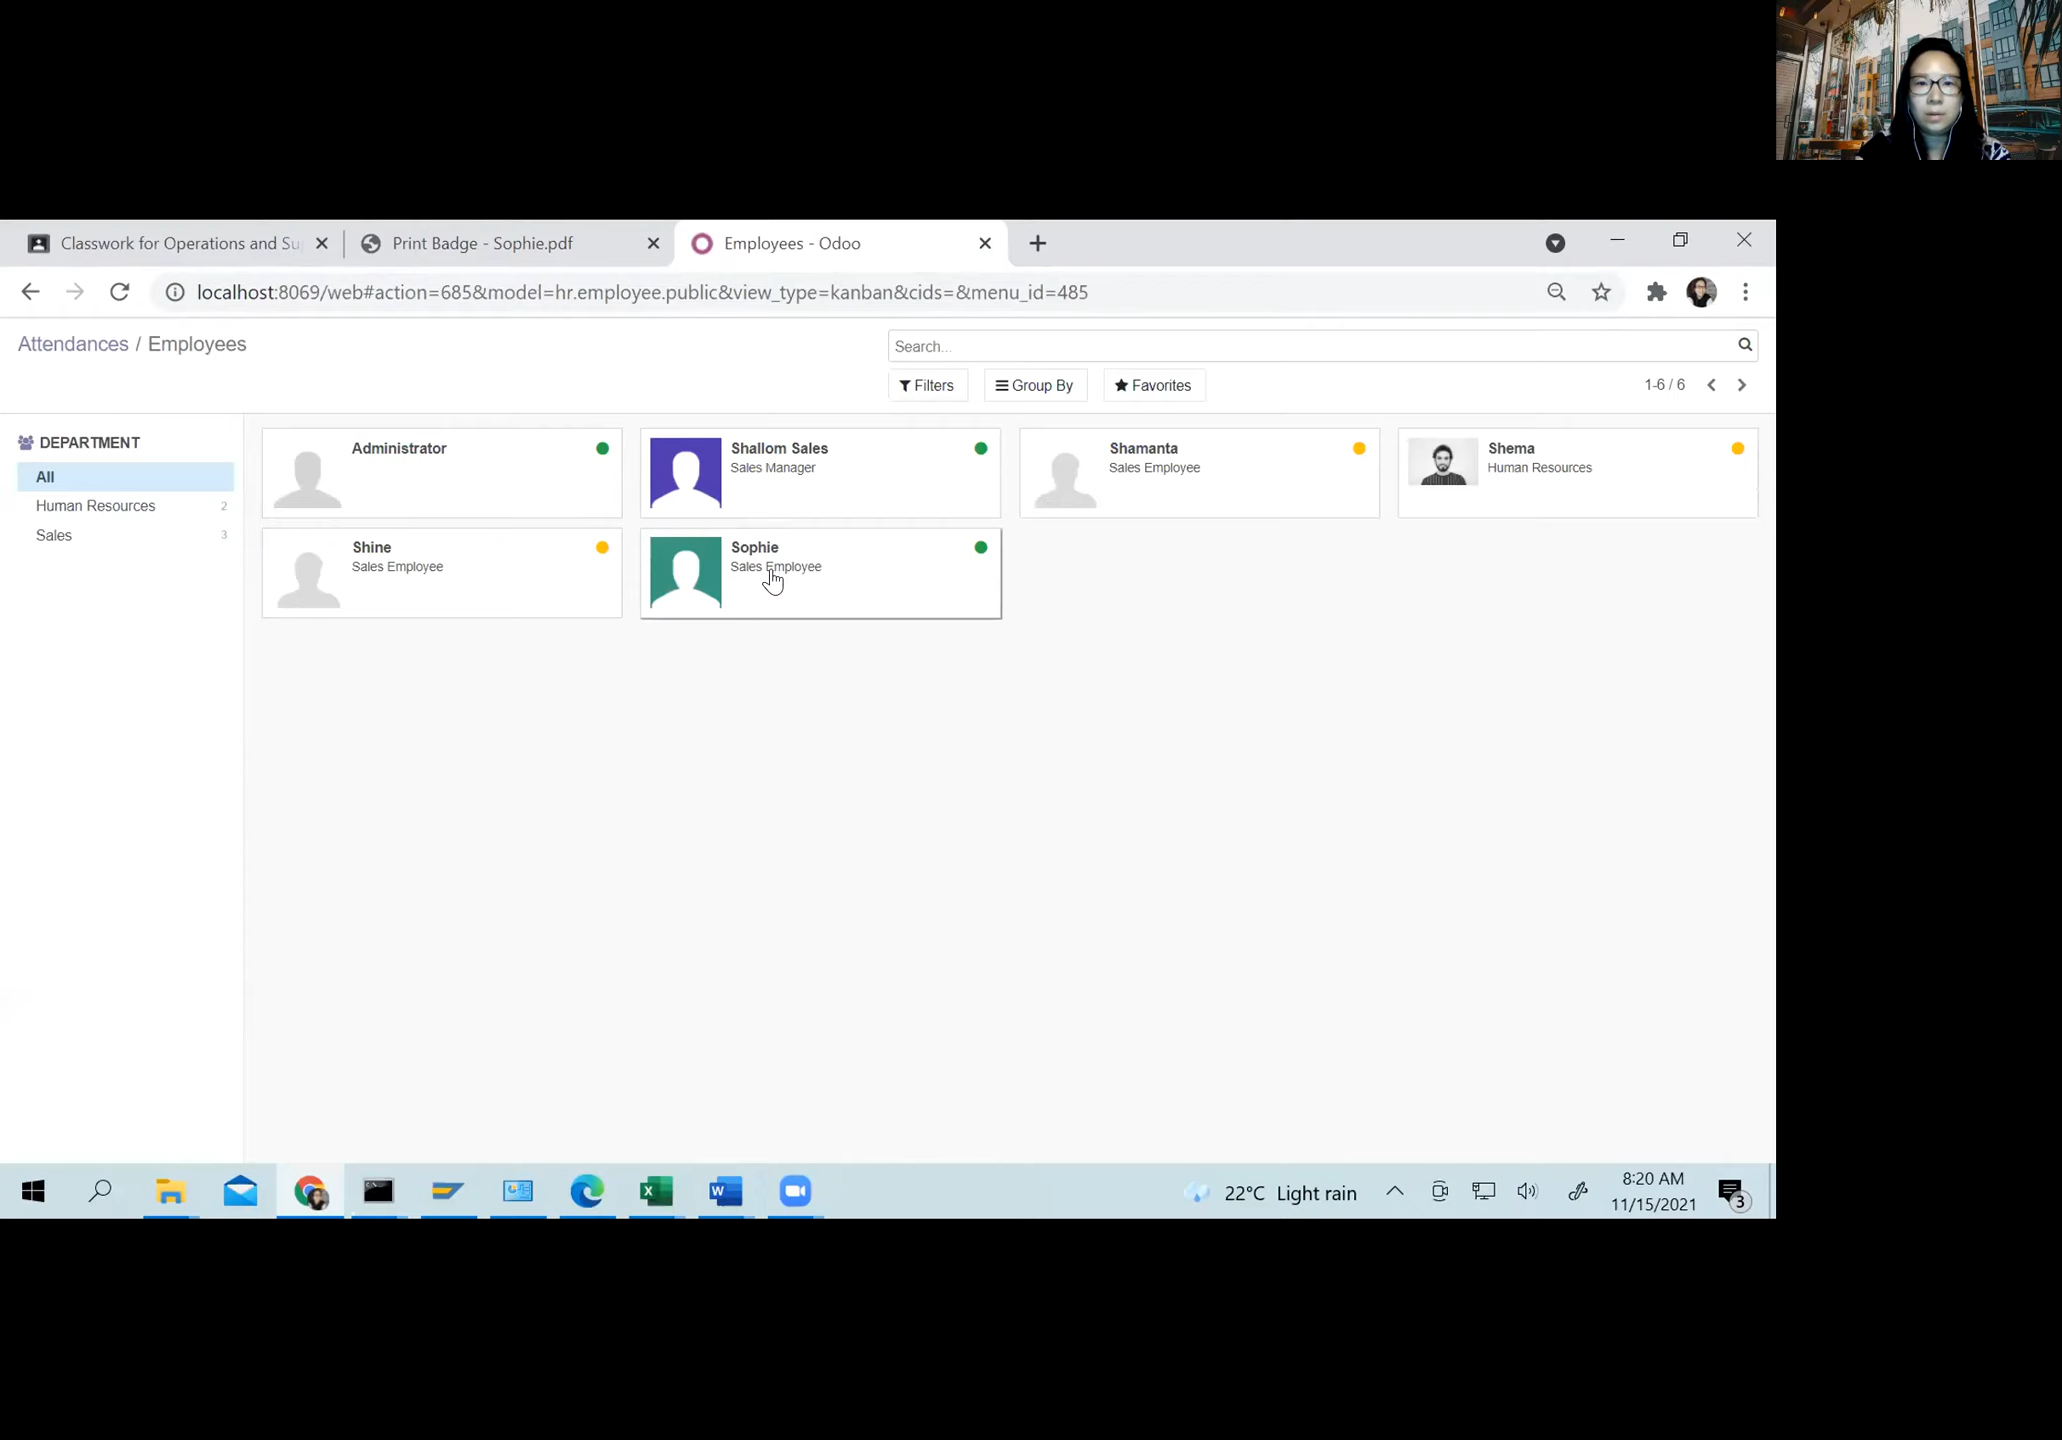 Classwork for Operations and Su
Print Badge - Sophie.pdf
Employees - Odoo
localhost:8069/web#action=685&model=hr.employee.public&view_type=kanban&cids=&menu_id=485
Attendances / Employees
Search...
Filters
Group By
Favorites
1-6 / 6
DEPARTMENT
All
Human Resources 2
Sales 3
Administrator
Shallom Sales
Sales Manager
Shamanta
Sales Employee
Shema
Human Resources
Shine
Sales Employee
Sophie
Sales Employee
22°C Light rain
8:20 AM
11/15/2021
3